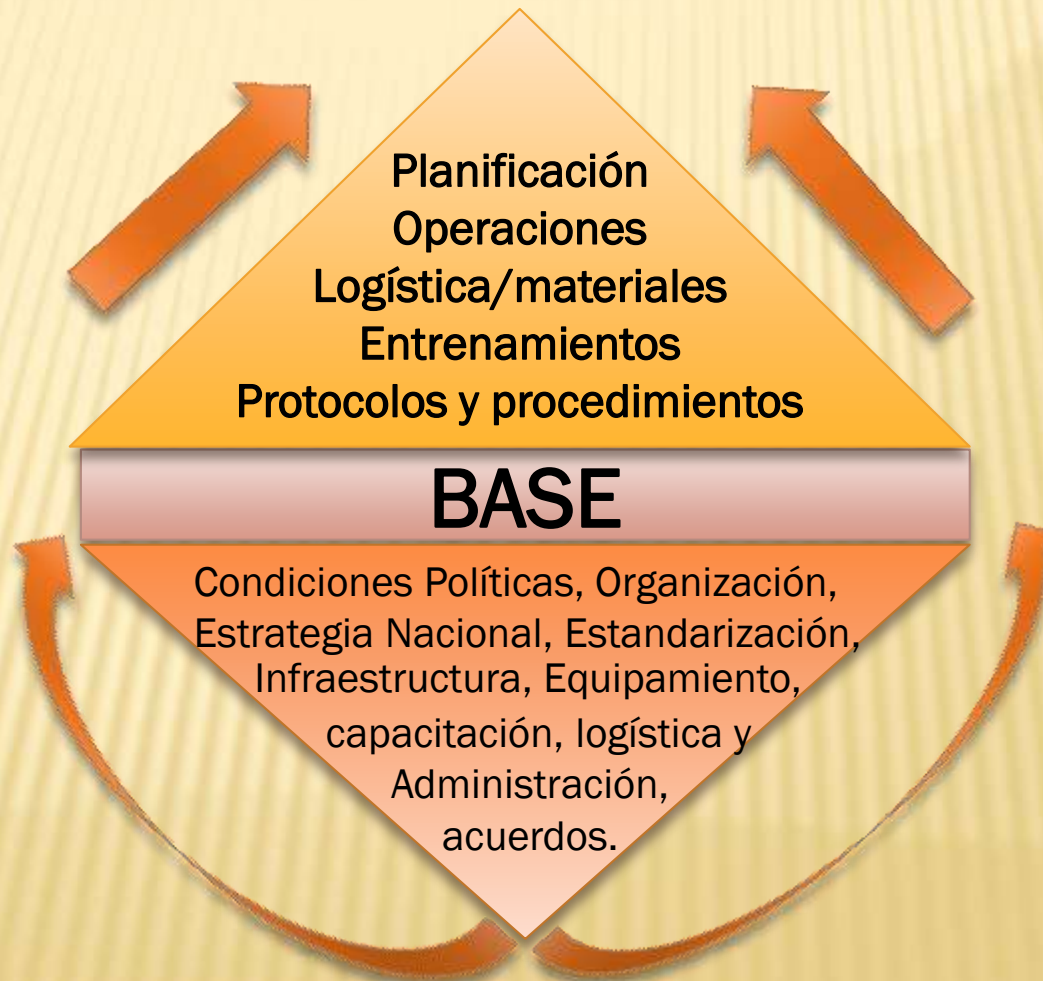 Planificación
Operaciones
Logística/materiales
Entrenamientos
Protocolos y procedimientos
BASE
Condiciones Políticas, Organización,
Estrategia Nacional, Estandarización,
Infraestructura, Equipamiento,
capacitación, logística y
Administración,
acuerdos.